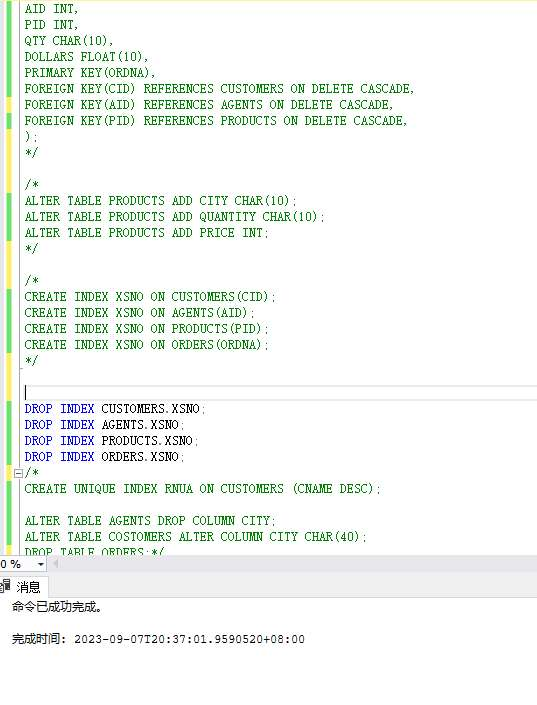 AID INT,
PID INT,
QTY CHAR(10),
DOLLARS FLOAT(10),
PRIMARY KEY(ORDNA),
FOREIGN KEY(CID) REFERENCES CUSTOMERS ON DELETE CASCADE,
FOREIGN KEY(AID) REFERENCES AGENTS ON DELETE CASCADE,
FOREIGN KEY(PID) REFERENCES PRODUCTS ON DELETE CASCADE,
);
*/
/*
ALTER TABLE PRODUCTS ADD CITY CHAR(10);
ALTER TABLE PRODUCTS ADD QUANTITY CHAR(10);
ALTER TABLE PRODUCTS ADD PRICE INT;
*/
/*
CREATE INDEX XSNO ON CUSTOMERS(CID);
CREATE INDEX XSNO ON AGENTS(AID);
CREATE INDEX XSNO ON PRODUCTS(PID);
CREATE INDEX XSNO ON ORDERS(ORDNA);
*/
DROP INDEX CUSTOMERS.XSNO;
DROP INDEX AGENTS.XSNO;
DROP INDEX PRODUCTS.XSNO;
DROP INDEX ORDERS.XSNO;
/*
CREATE UNIQUE INDEX RNUA ON CUSTOMERS (CNAME DESC);
ALTER TABLE AGENTS DROP COLUMN CITY;
ALTER TABLE COSTOMERS ALTER COLUMN CITY CHAR(40);
DROP TABLE ORDERS;*/
0 %
消息
命令已成功完成。
完成时间: 2023-09-07T20:37:01.9590520+08:00